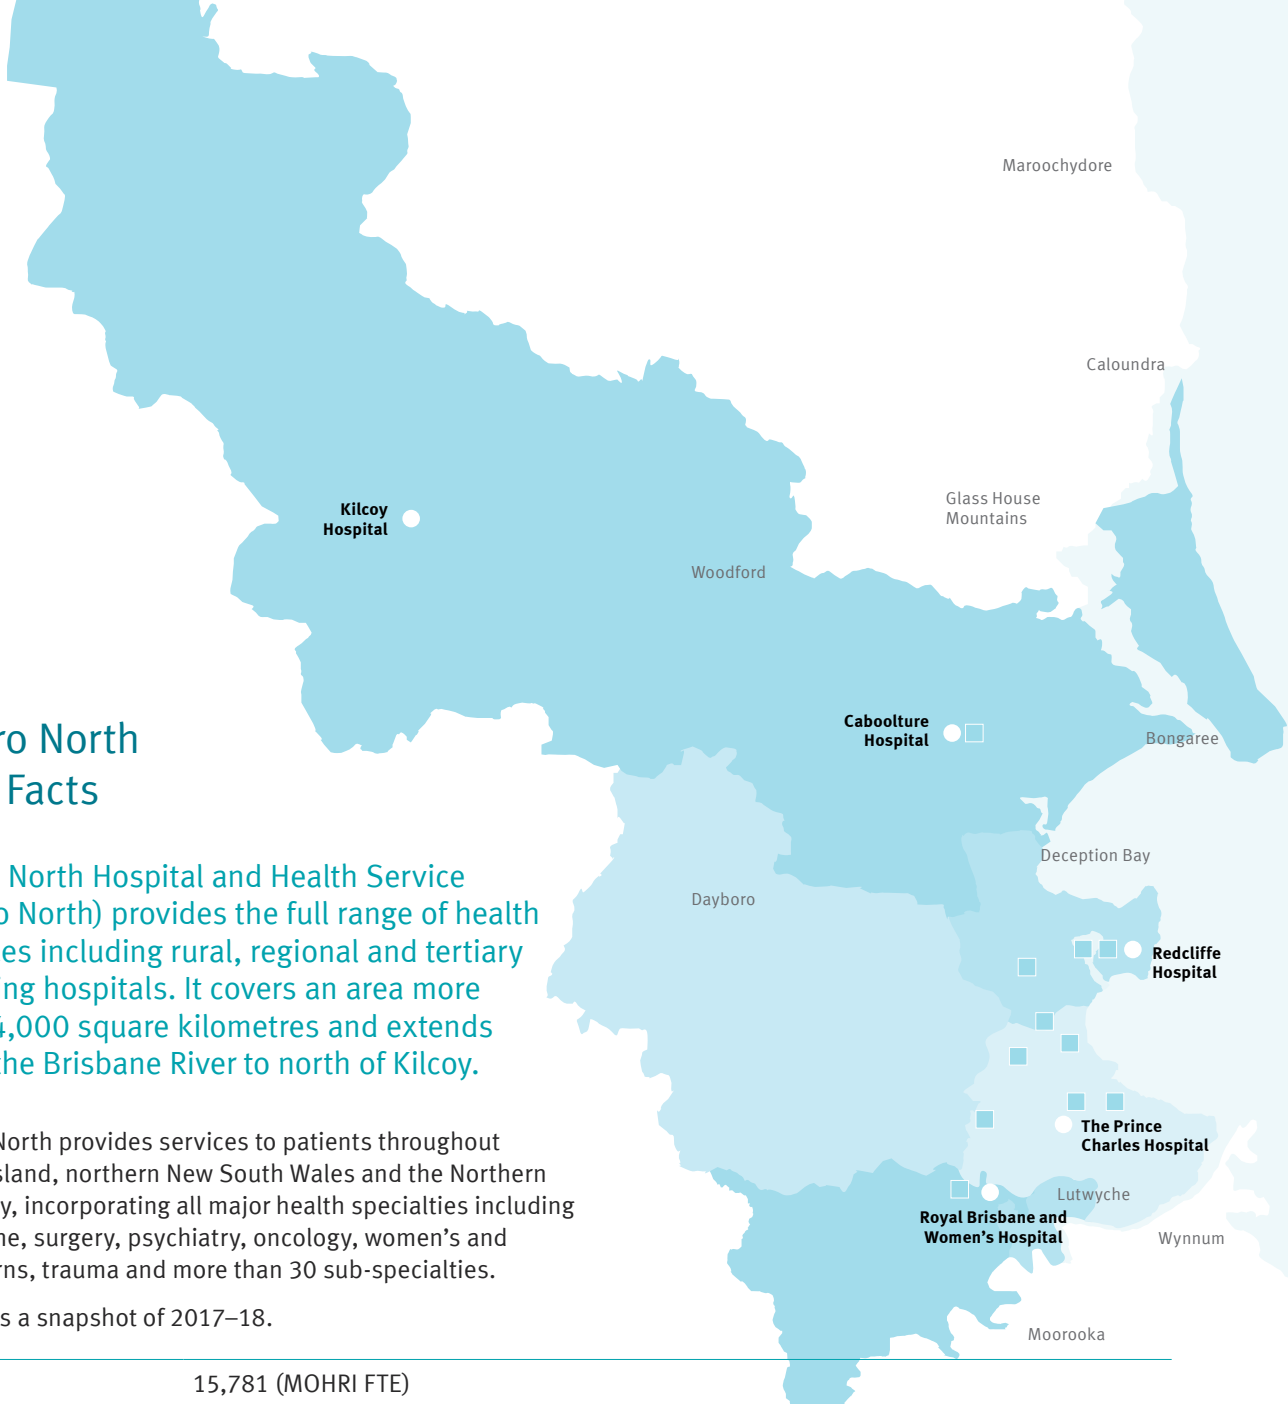 Maroochydore
Caloundra
Glass House
Mountains
Kilcoy
Hospital
Woodford
Caboolture
Hospital
Bongaree
Deception Bay
Dayboro
Redcliffe
Hospital
The Prince
Charles Hospital
Lutwyche
Royal Brisbane and
Women's Hospital
Wynnum
Moorooka
ro North
Facts
North Hospital and Health Service
o North) provides the full range of health
es including rural, regional and tertiary
ing hospitals. It covers an area more
4,000 square kilometres and extends
the Brisbane River to north of Kilcoy.
North provides services to patients throughout
sland, northern New South Wales and the Northern
y, incorporating all major health specialties including
ne, surgery, psychiatry, oncology, women's and
rns, trauma and more than 30 sub-specialties.
s a snapshot of 2017–18.
15,781 (MOHRI FTE)